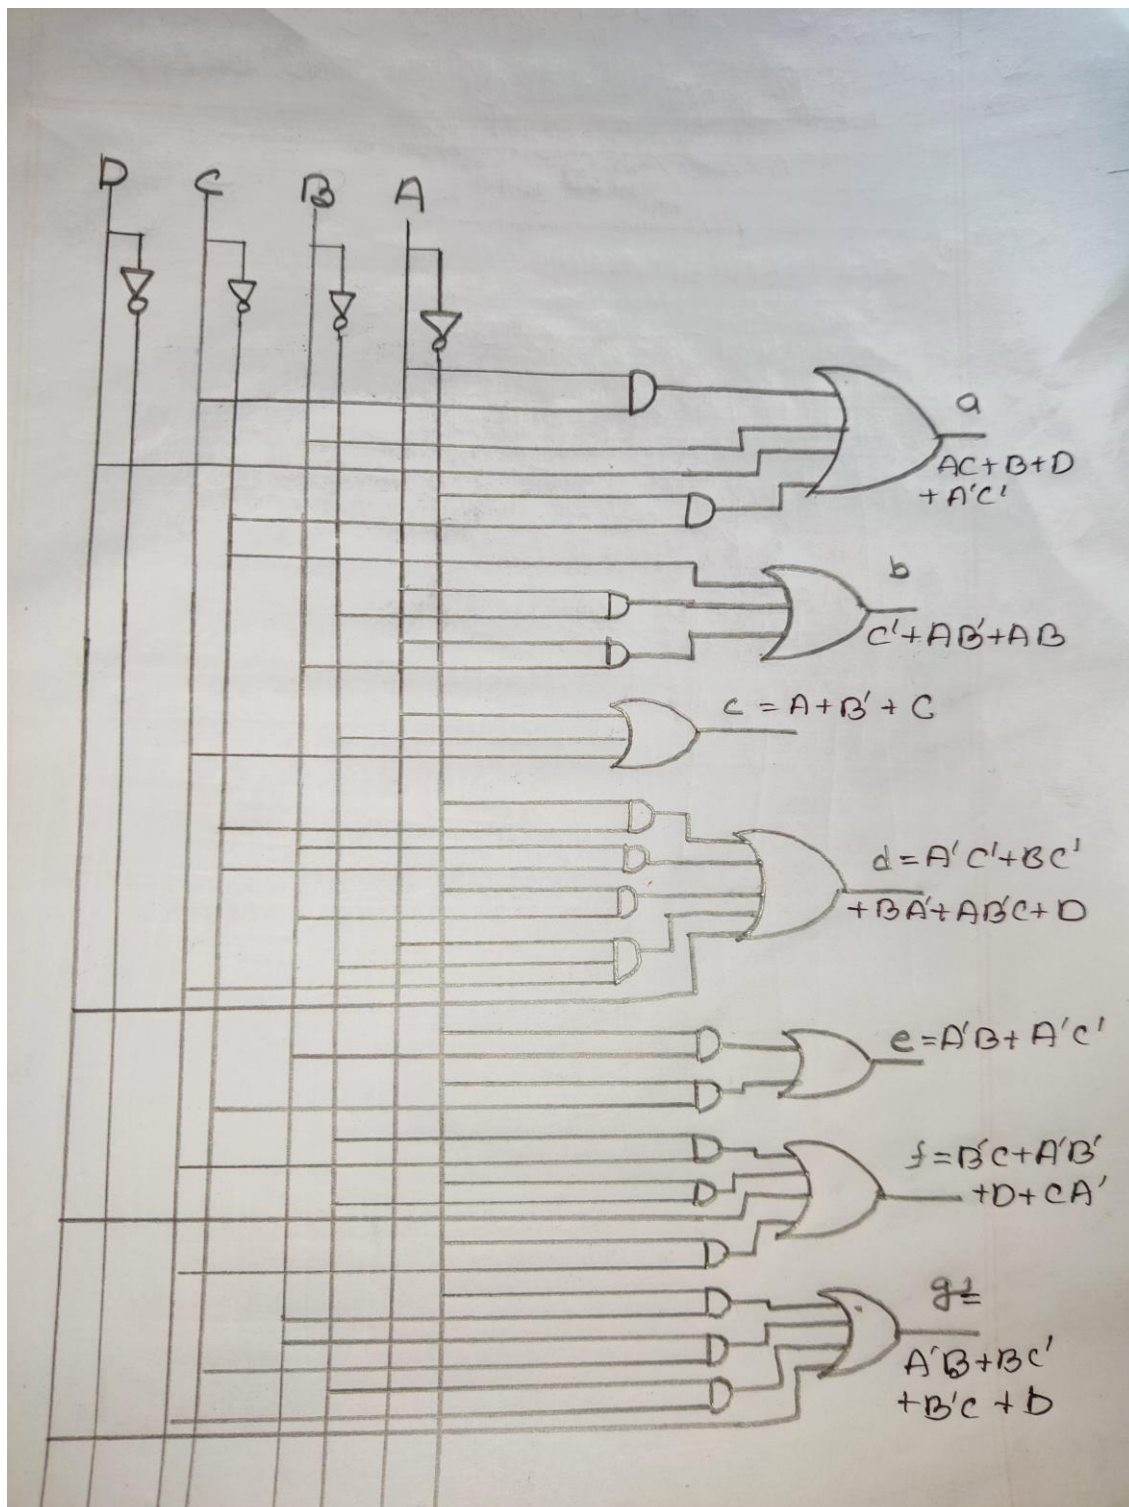 D C B A
a
AC+B+D
+A'C'
b
C'+AB'+AB
c = A+B'+C
d=A'C'+BC'
+BA'+AB'C+D
e=A'B+A'C'
f=B'C+A'B'
+D+CA'
g=
A'B+BC'
+B'C+D